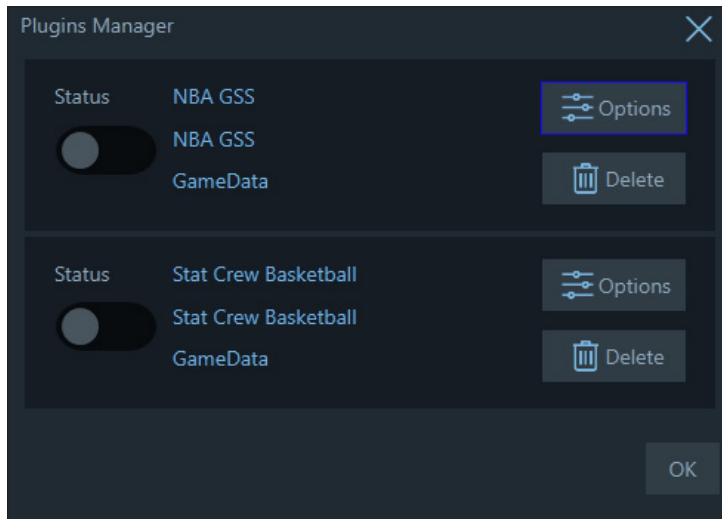 Plugins Manager
Status
NBA GSS
NBA GSS
GameData
Options
Delete
Status
Stat Crew Basketball
Stat Crew Basketball
GameData
Options
Delete
OK